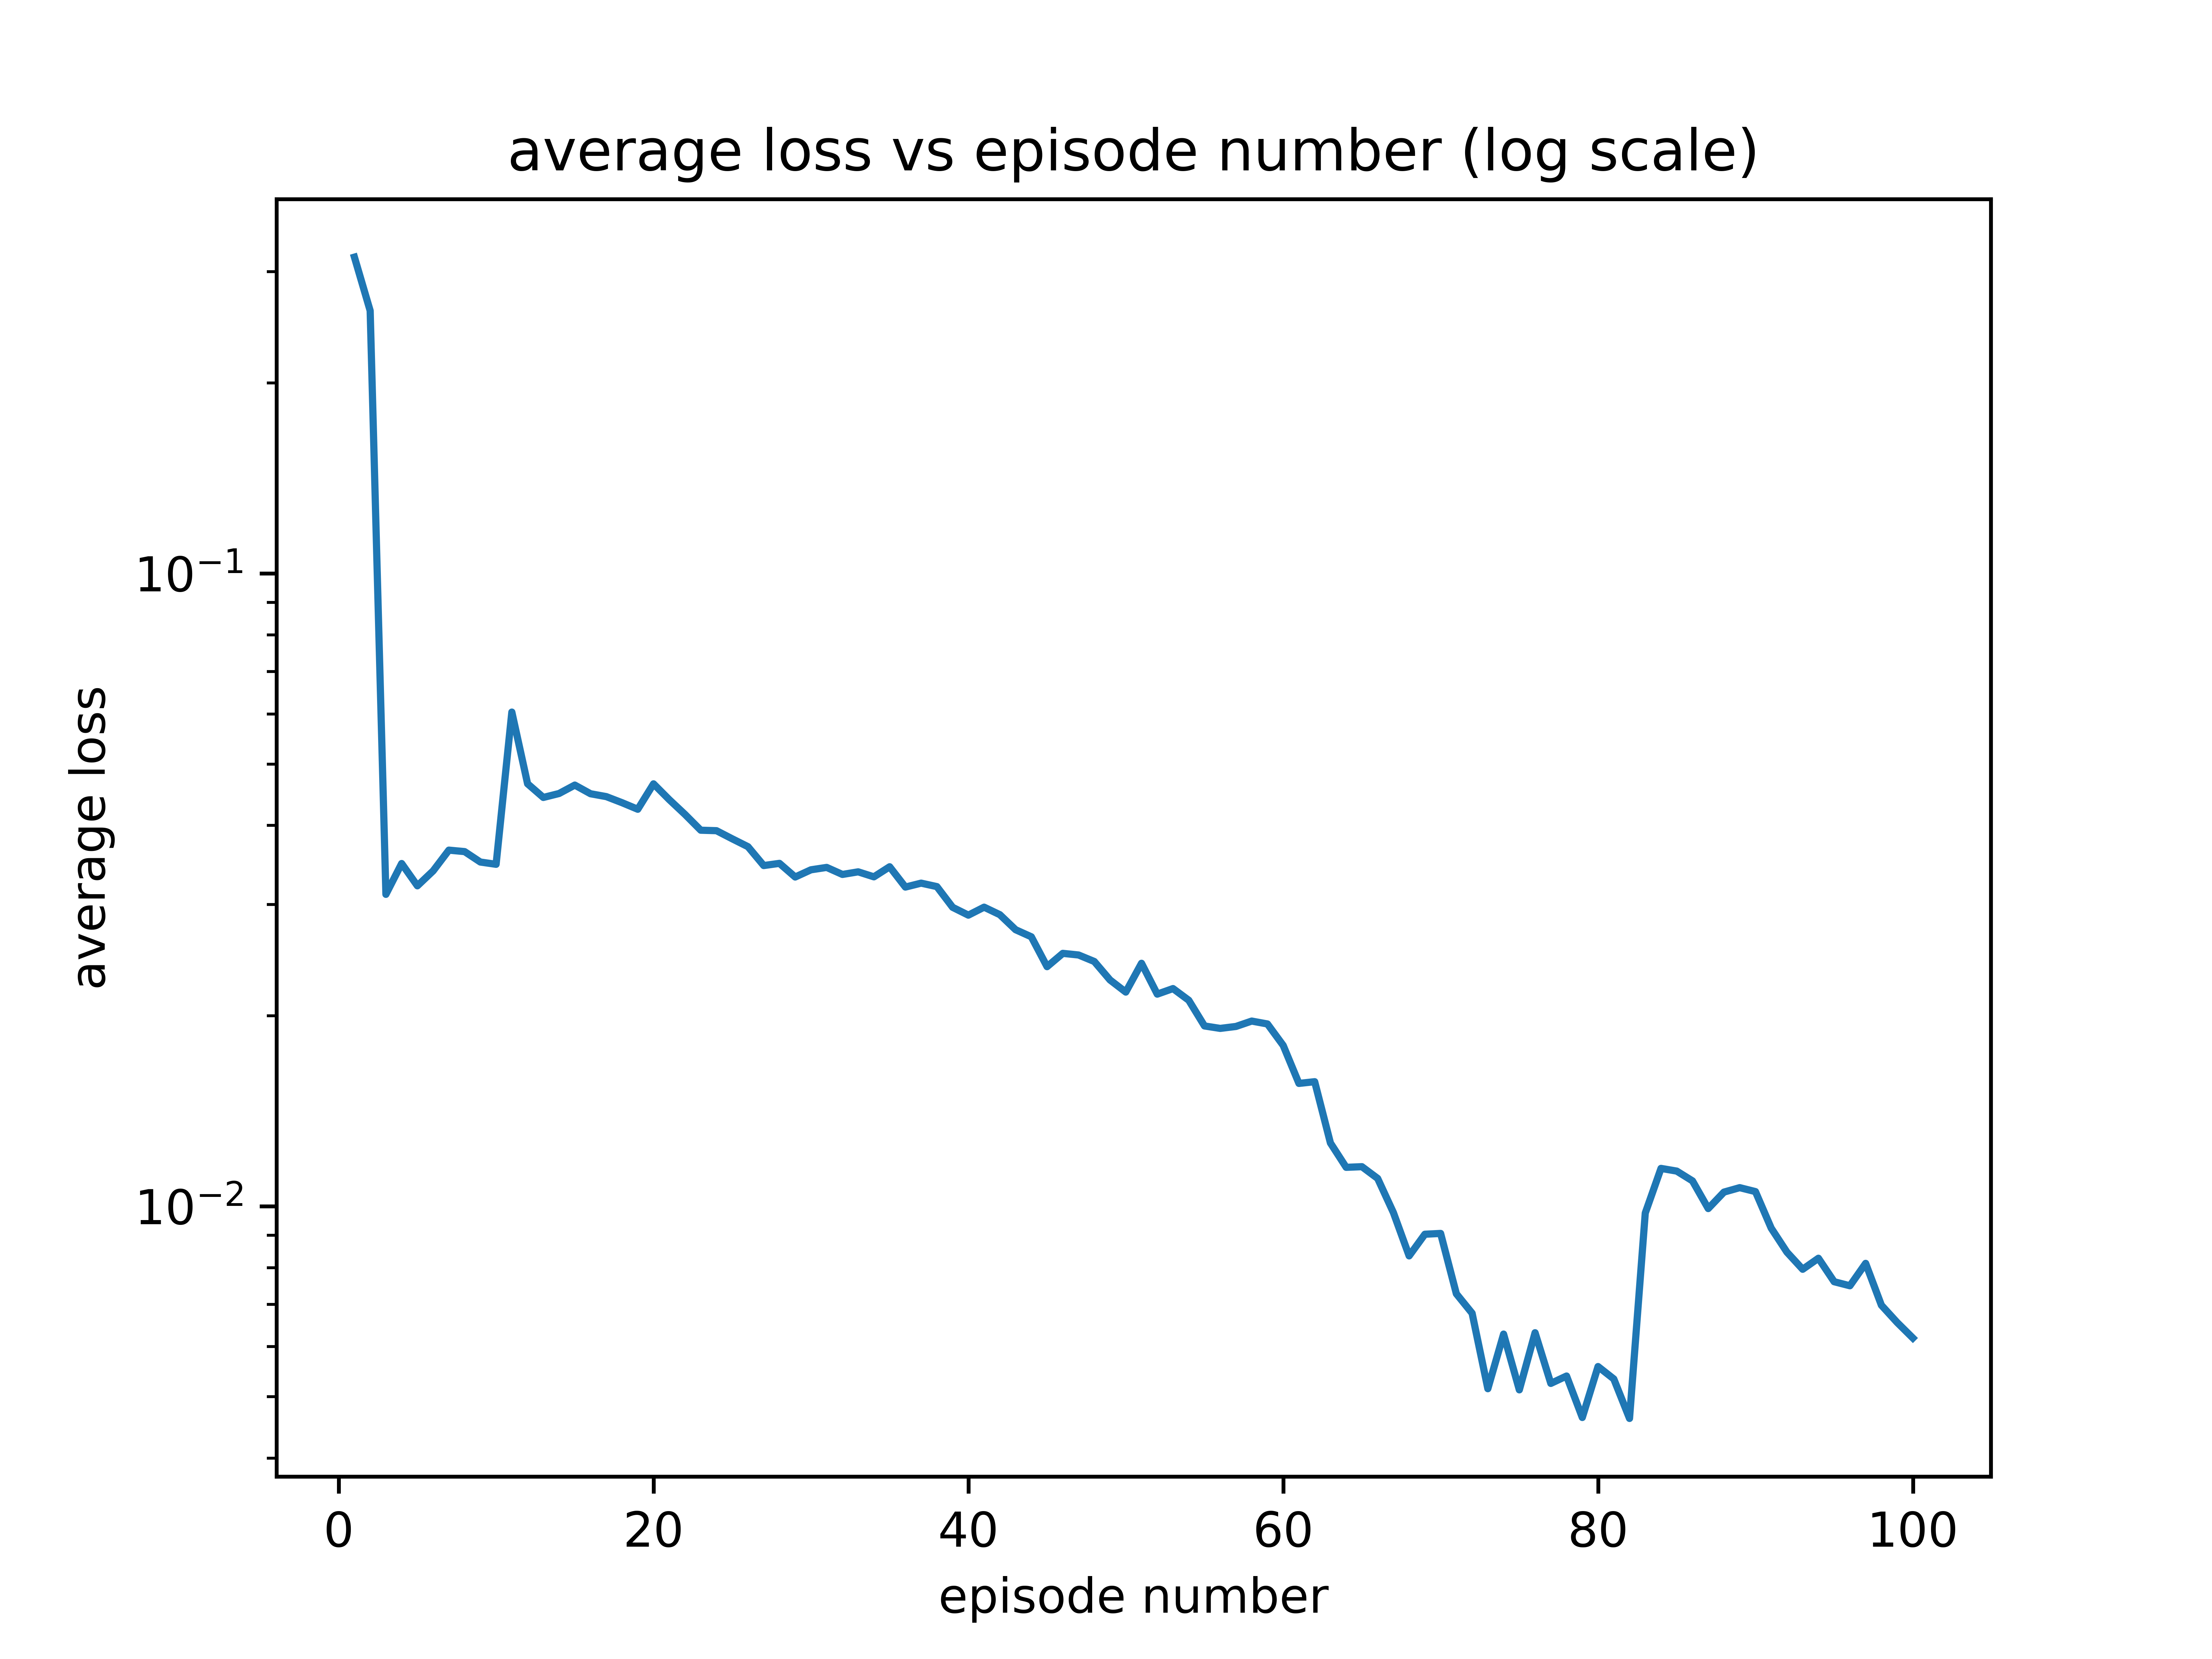 average loss vs episode number (log scale)
average loss
10⁻¹
10⁻²
0 20 40 60 80 100
episode number